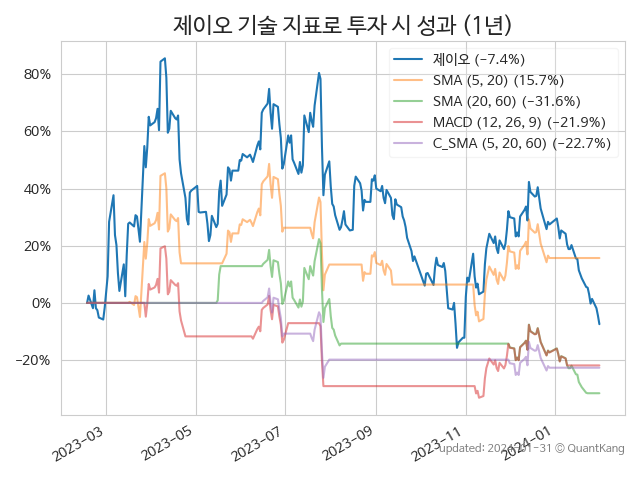 제이오 기술 지표로 투자 시 성과 (1년)
제이오 (−7.4%)
SMA (5, 20) (15.7%)
SMA (20, 60) (−31.6%)
MACD (12, 26, 9) (−21.9%)
C_SMA (5, 20, 60) (−22.7%)
80%
60%
40%
20%
0%
−20%
2023-03
2023-05
2023-07
2023-09
2023-11
2024-01
updated: 2024-01-31 © QuantKang